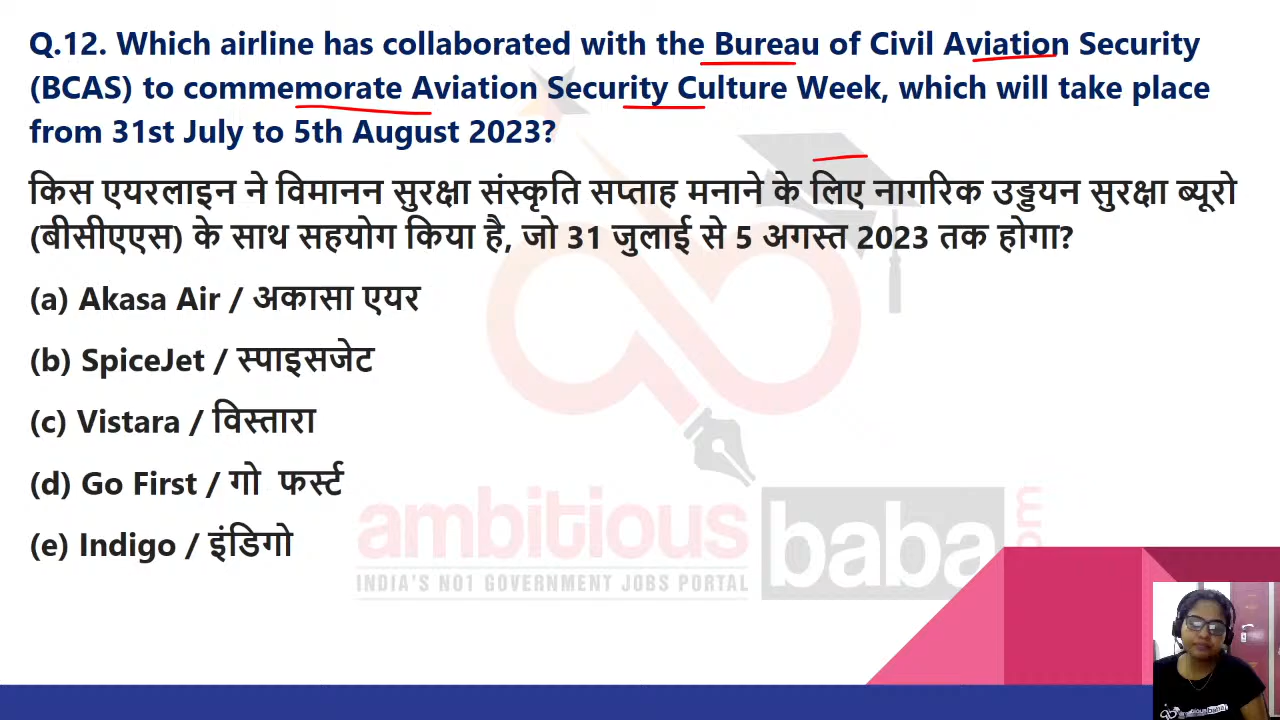 Q.12. Which airline has collaborated with the Bureau of Civil Aviation Security
(BCAS) to commemorate Aviation Security Culture Week, which will take place
from 31st July to 5th August 2023?
किस एयरलाइन ने विमानन सुरक्षा संस्कृति सप्ताह मनाने के लिए नागरिक उड्डयन सुरक्षा ब्यूरो
(बीसीएएस) के साथ सहयोग किया है, जो 31 जुलाई से 5 अगस्त 2023 तक होगा?
(a) Akasa Air / अकासा एयर
(b) SpiceJet / स्पाइसजेट
(c) Vistara / विस्तारा
(d) Go First / गो फर्स्ट
(e) Indigo / इंडिगो
ambitious baba
INDIA'S NO1 GOVERNMENT JOBS PORTAL
ambitiousbaba